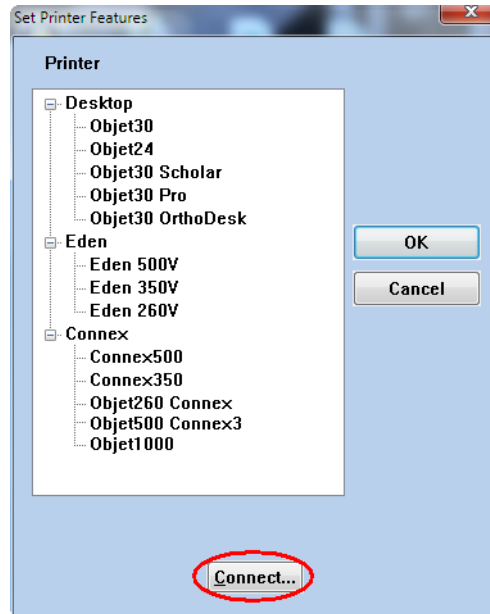 Set Printer Features
Printer
Desktop
Objet30
Objet24
Objet30 Scholar
Objet30 Pro
Objet30 OrthoDesk
Eden
Eden 500V
Eden 350V
Eden 260V
Connex
Connex500
Connex350
Objet260 Connex
Objet500 Connex3
Objet1000
OK
Cancel
Connect...